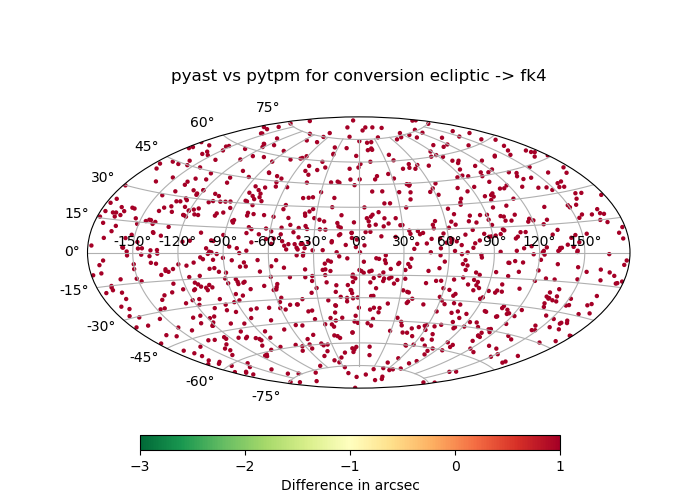 pyast vs pytpm for conversion ecliptic -> fk4
75°
60°
45°
30°
15°
0°
-150° -120° -90° -60° -30° 0° 30° 60° 90° 120° 150°
-15°
-30°
-45°
-60°
-75°
−3 −2 −1 0 1
Difference in arcsec